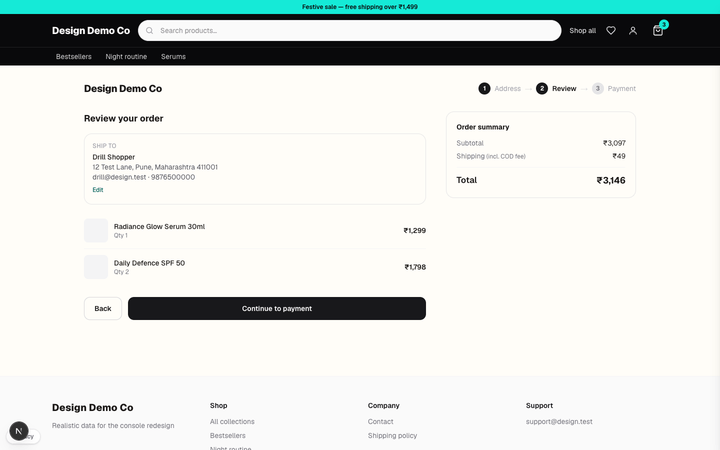 Festive sale — free shipping over ₹1,499
Design Demo Co
Search products...
Shop all
3
Bestsellers
Night routine
Serums
Design Demo Co
1 Address
2 Review
3 Payment
Review your order
SHIP TO
Drill Shopper
12 Test Lane, Pune, Maharashtra 411001
drill@design.test · 9876500000
Edit
Radiance Glow Serum 30ml
Qty 1
₹1,299
Daily Defence SPF 50
Qty 2
₹1,798
Back
Continue to payment
Order summary
Subtotal ₹3,097
Shipping (incl. COD fee) ₹49
Total ₹3,146
Design Demo Co
Realistic data for the console redesign
Shop
All collections
Bestsellers
Night routine
Company
Contact
Shipping policy
Support
support@design.test
N